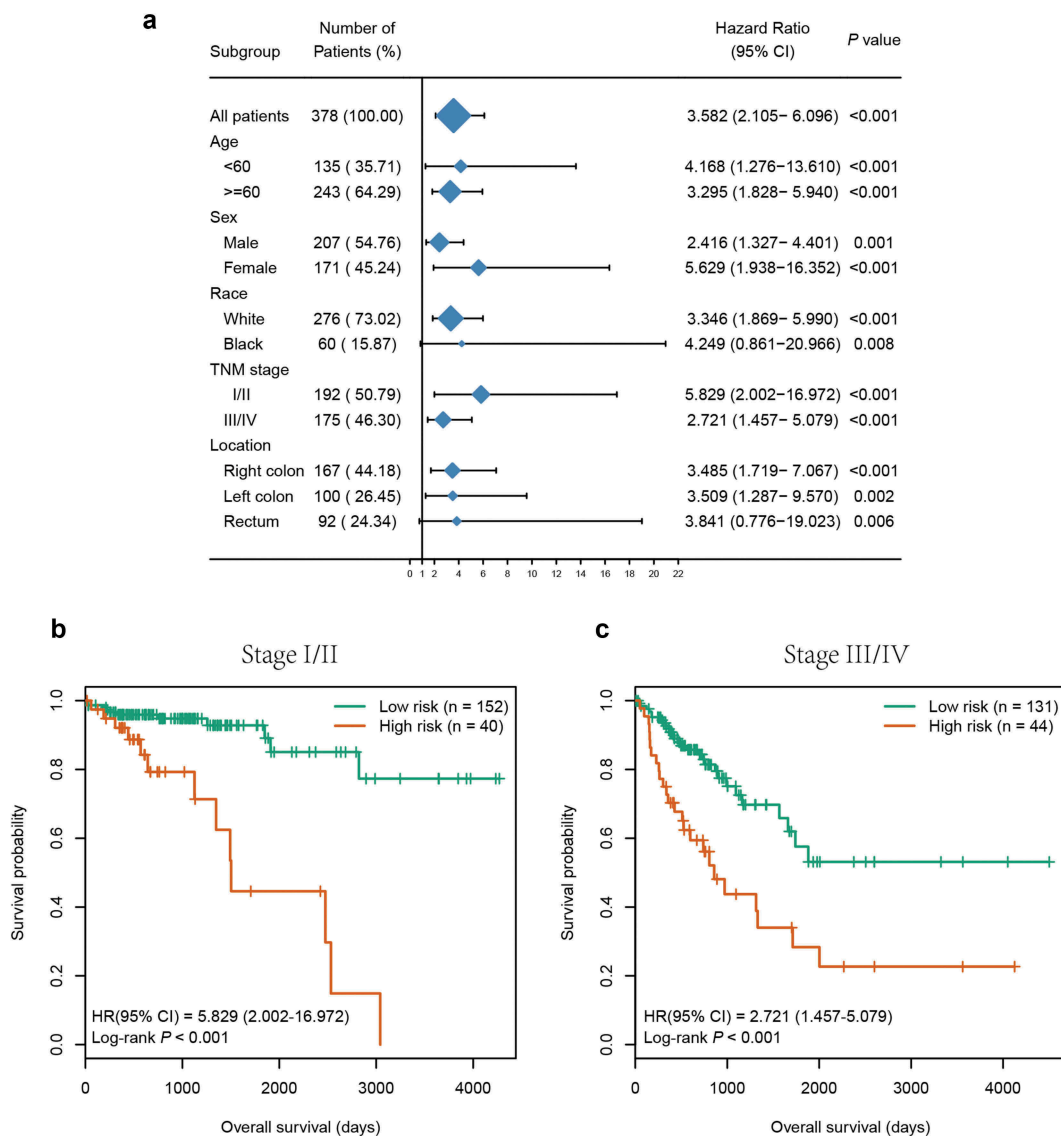 a
Number of Hazard Ratio P value
Subgroup Patients (%) (95% CI)
All patients 378 (100.00) 3.582 (2.105− 6.096) <0.001
Age
<60 135 ( 35.71) 4.168 (1.276−13.610) <0.001
>=60 243 ( 64.29) 3.295 (1.828− 5.940) <0.001
Sex
Male 207 ( 54.76) 2.416 (1.327− 4.401) 0.001
Female 171 ( 45.24) 5.629 (1.938−16.352) <0.001
Race
White 276 ( 73.02) 3.346 (1.869− 5.990) <0.001
Black 60 ( 15.87) 4.249 (0.861−20.966) 0.008
TNM stage
I/II 192 ( 50.79) 5.829 (2.002−16.972) <0.001
III/IV 175 ( 46.30) 2.721 (1.457− 5.079) <0.001
Location
Right colon 167 ( 44.18) 3.485 (1.719− 7.067) <0.001
Left colon 100 ( 26.45) 3.509 (1.287− 9.570) 0.002
Rectum 92 ( 24.34) 3.841 (0.776−19.023) 0.006
0 1 2 4 6 8 10 12 14 16 18 20 22
b
Stage I/II
Low risk (n = 152)
High risk (n = 40)
1.0
0.8
0.6
0.4
0.2
0.0
Survival probability
HR(95% CI) = 5.829 (2.002-16.972)
Log-rank P < 0.001
0 1000 2000 3000 4000
Overall survival (days)
c
Stage III/IV
Low risk (n = 131)
High risk (n = 44)
1.0
0.8
0.6
0.4
0.2
0.0
Survival probability
HR(95% CI) = 2.721 (1.457-5.079)
Log-rank P < 0.001
0 1000 2000 3000 4000
Overall survival (days)